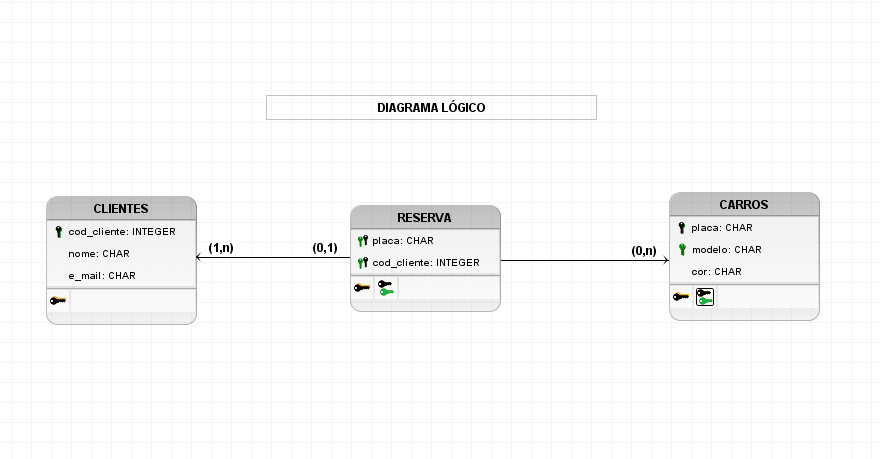 DIAGRAMA LÓGICO
CLIENTES
cod_cliente: INTEGER
nome: CHAR
e_mail: CHAR
(1,n)
(0,1)
RESERVA
placa: CHAR
cod_cliente: INTEGER
(0,n)
CARROS
placa: CHAR
modelo: CHAR
cor: CHAR